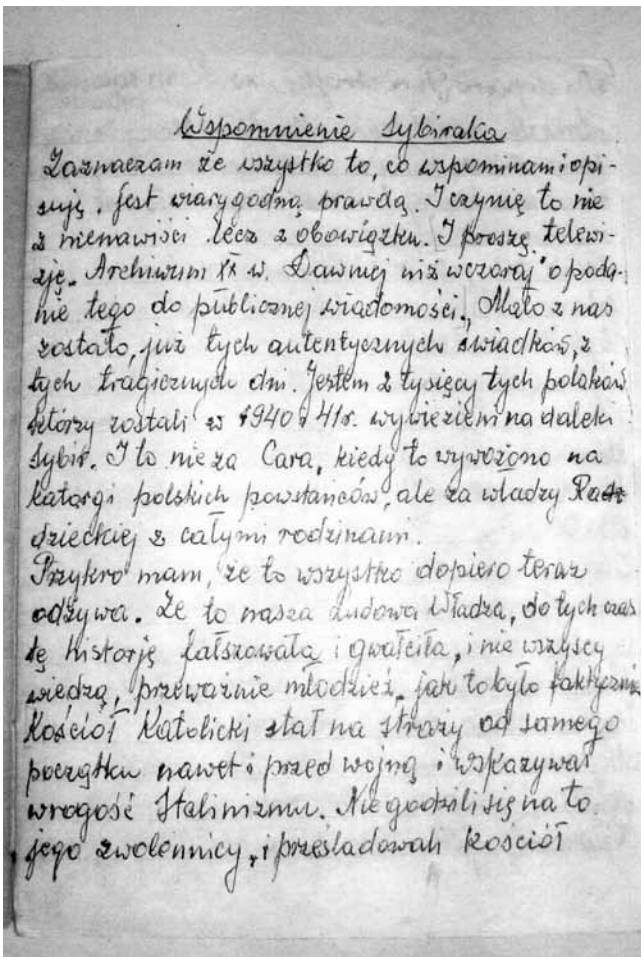 Wspomnienie Sybiraka
Zaznaczam że wszystko to, co wspominam i opi-
suję. Jest wiarygodną prawdą. I czynię to nie
z nienawiści lecz z obowiązku. I proszę telewi-
zję „Archiwum XX w. Dawniej niż wczoraj" o poda-
nie tego do publicznej wiadomości. Mało z nas
zostało, już tych autentycznych świadków, z
tych tragicznych dni. Jestem z tysięcy tych polaków
którzy zostali w 1940 i 41r. wywiezieni na daleki
Sybir. I to nie za Cara, kiedy to wywożono na
katorgi polskich powstańców, ale za władzy Ra
dzieckiej z całymi rodzinami.
Przykro mam, że to wszystko dopiero teraz
odżywa. Że to nasza Ludowa Władza, do tych czas
tę historję fałszowała i gwałciła, i nie wszyscy
wiedzą, przeważnie młodzież, jak to było faktycznie
Kościół Katolicki stał na straży od samego
początku nawet i przed wojną i wskazywał
wrogość Stalinizmu. Nie godzili się na to
jego zwolennicy, i prześladowali kościół